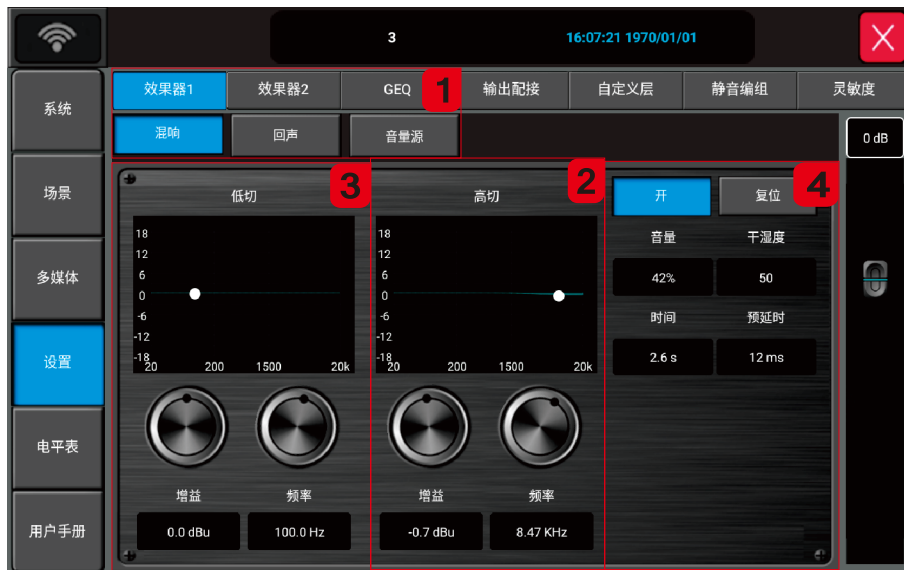 3 16:07:21 1970/01/01
系统
场景
多媒体
设置
电平表
用户手册
效果器1 效果器2 GEQ 1 输出配接 自定义层 静音编组 灵敏度
混响 回声 音量源
0 dB
低切 3
18
12
6
0
-6
-12
-18
20 200 1500 20k
增益 频率
0.0 dBu 100.0 Hz
高切 2
18
12
6
0
-6
-12
-18
20 200 1500 20k
增益 频率
-0.7 dBu 8.47 KHz
开 复位 4
音量 干湿度
42% 50
时间 预延时
2.6 s 12 ms